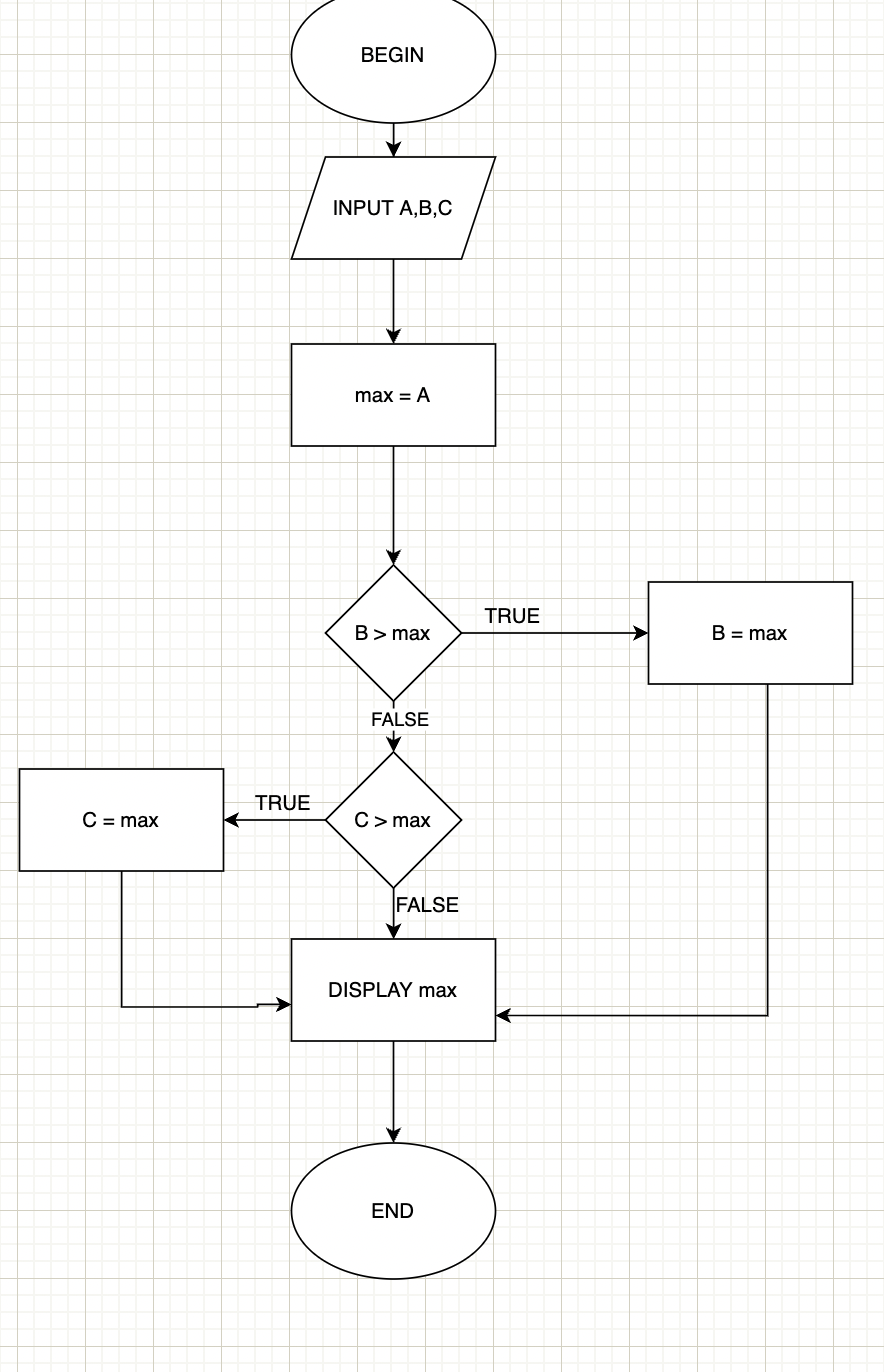 BEGIN
INPUT A,B,C
max = A
B > max
TRUE
B = max
FALSE
C > max
TRUE
C = max
FALSE
DISPLAY max
END